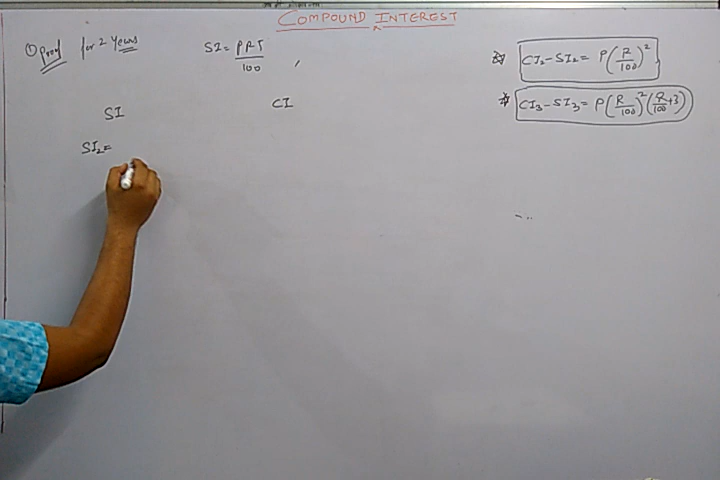 COMPOUND INTEREST
① Proof for 2 Years
SI = PRT/100 ,
CI₂-SI₂ = P(R/100)²
CI₃-SI₃ = P(R/100)²(R/100+3)
SI
CI
SI₂=